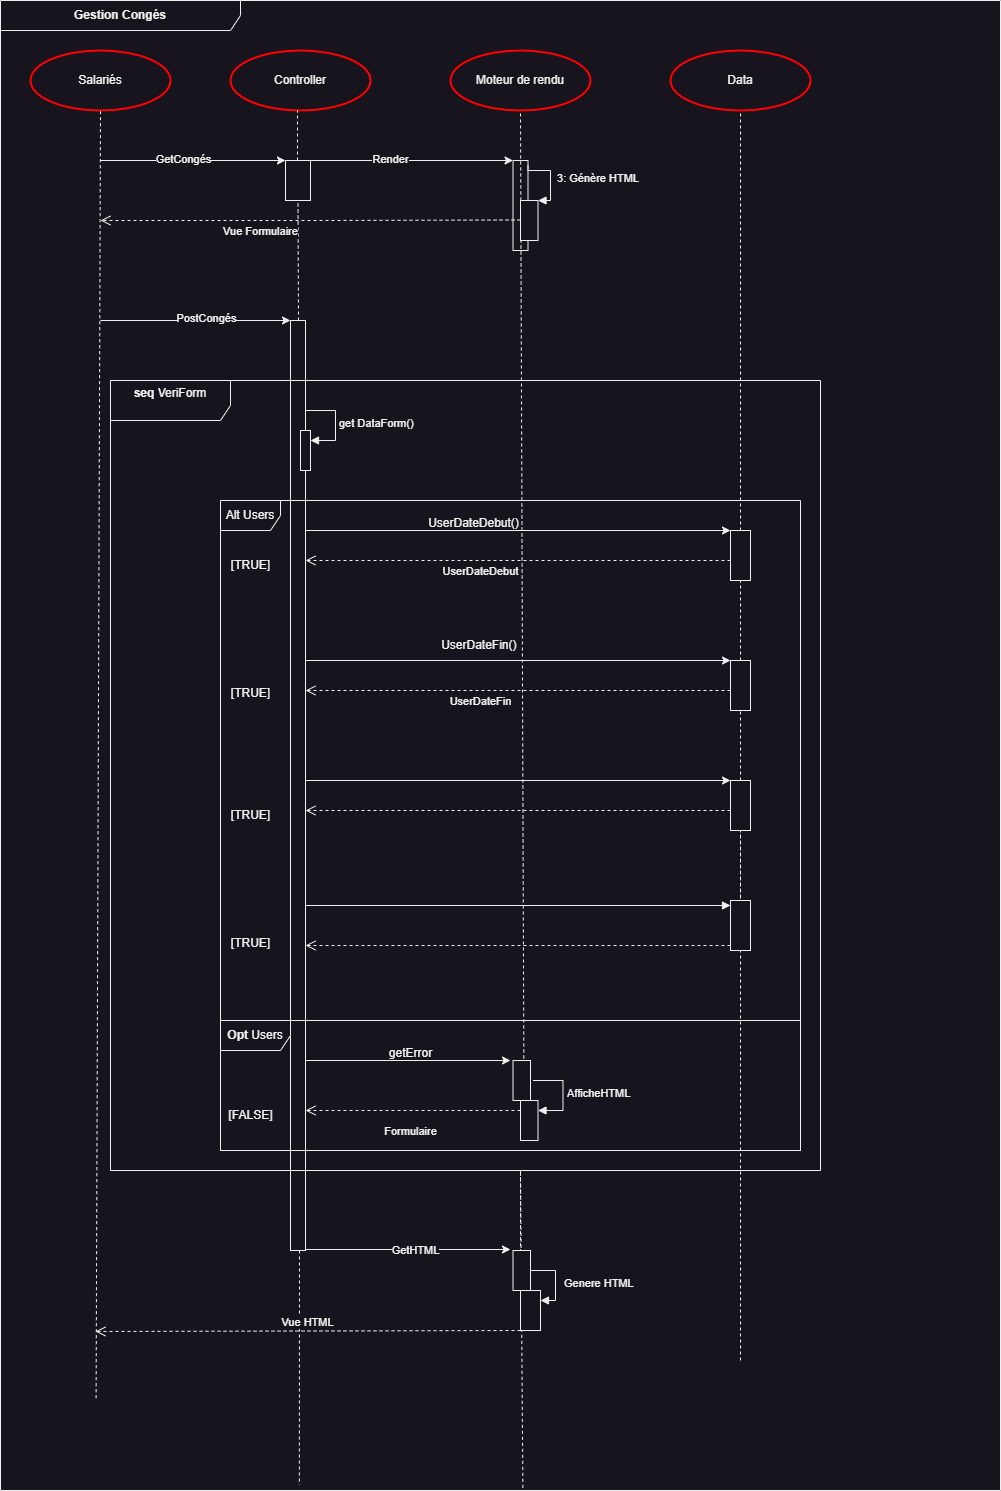 Gestion Congés
Salariés
Controller
Moteur de rendu
Data
GetCongés
Render
3: Génère HTML
Vue Formulaire
PostCongés
seq VeriForm
get DataForm()
Alt Users
UserDateDebut()
[TRUE]
UserDateDebut
UserDateFin()
[TRUE]
UserDateFin
[TRUE]
[TRUE]
Opt Users
getError
AfficheHTML
[FALSE]
Formulaire
GetHTML
Genere HTML
Vue HTML